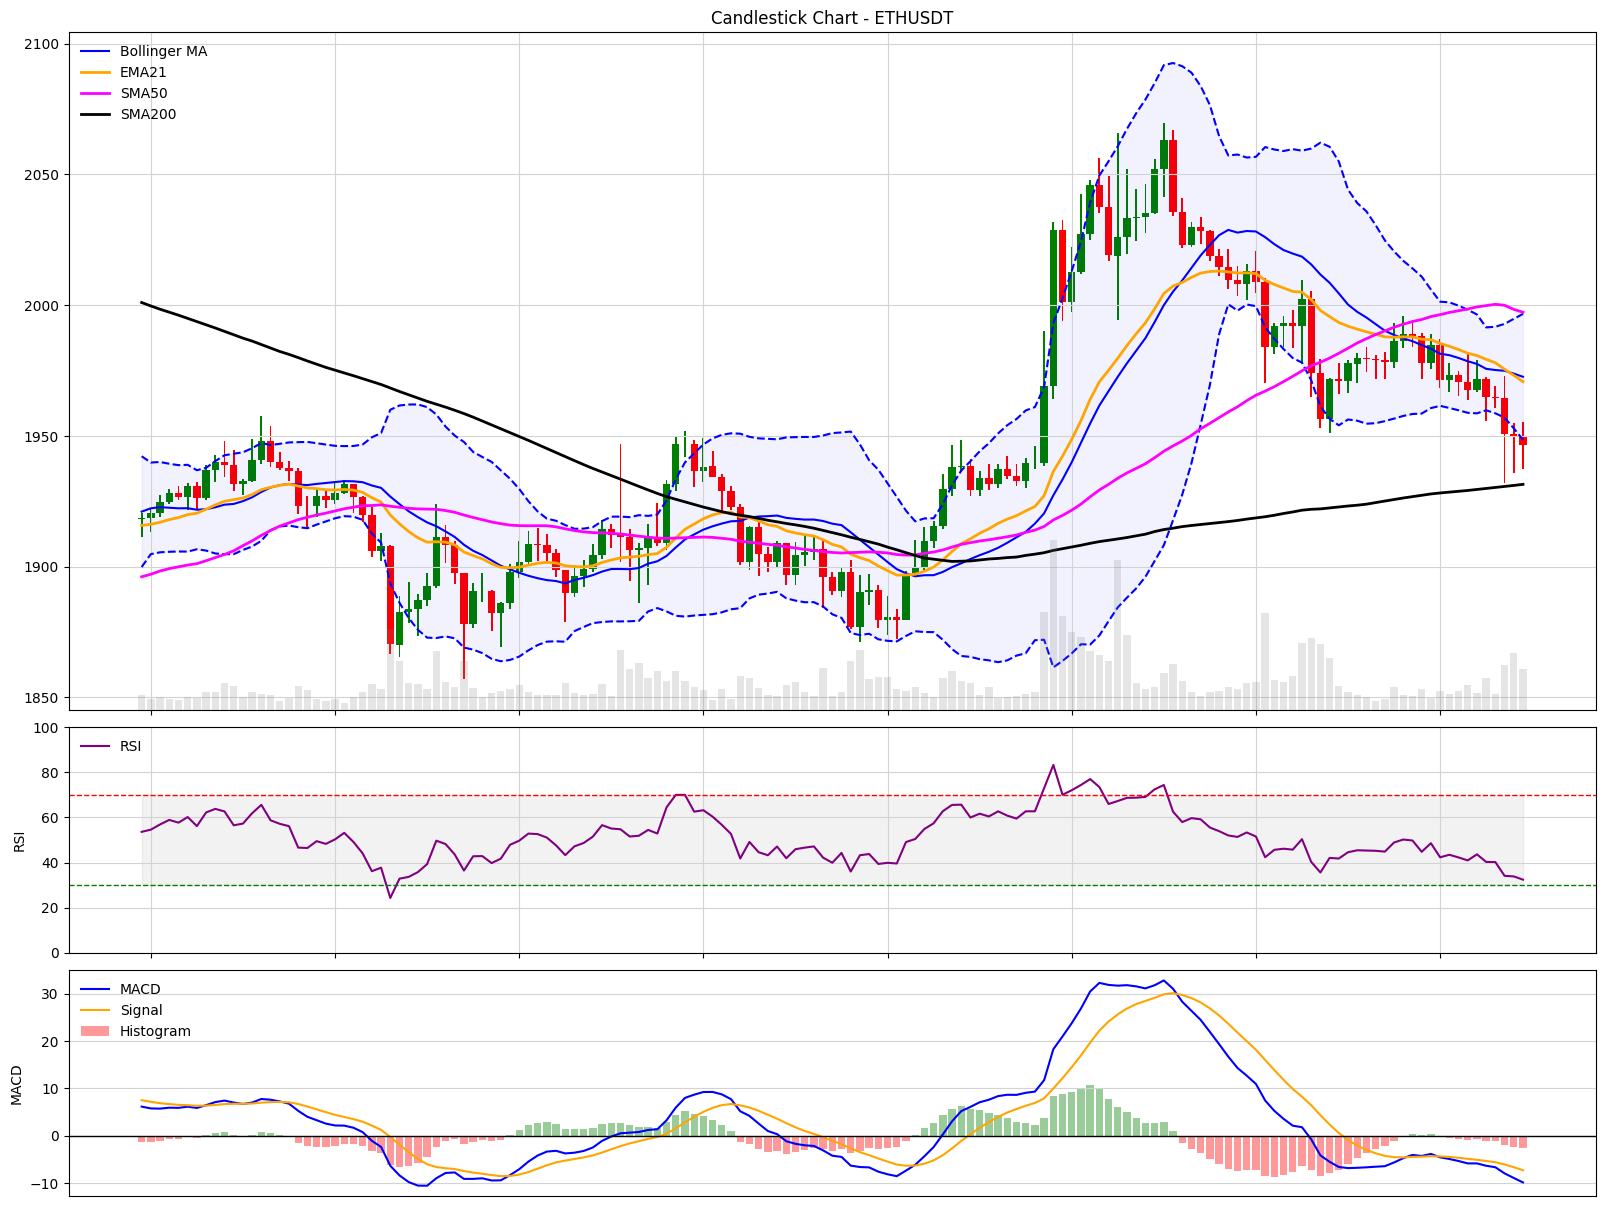 Candlestick Chart - ETHUSDT
2100
2050
2000
1950
1900
1850
Bollinger MA
EMA21
SMA50
SMA200
100
80
60
40
20
0
RSI
RSI
30
20
10
0
−10
MACD
MACD
Signal
Histogram